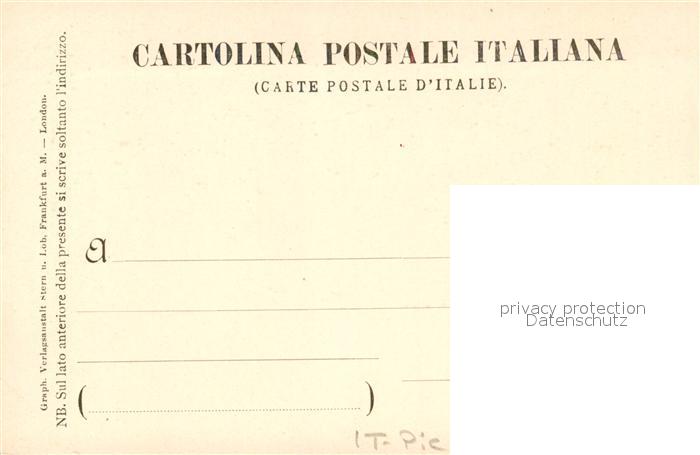 CARTOLINA POSTALE ITALIANA
(CARTE POSTALE D'ITALIE).
Graph. Verlagsanstalt Stern u. Lob, Frankfurt a. M. — London.
NB. Sul lato anteriore della presente si scrive soltanto l'indirizzo.
A
( )
privacy protection
Datenschutz
IT-Pic